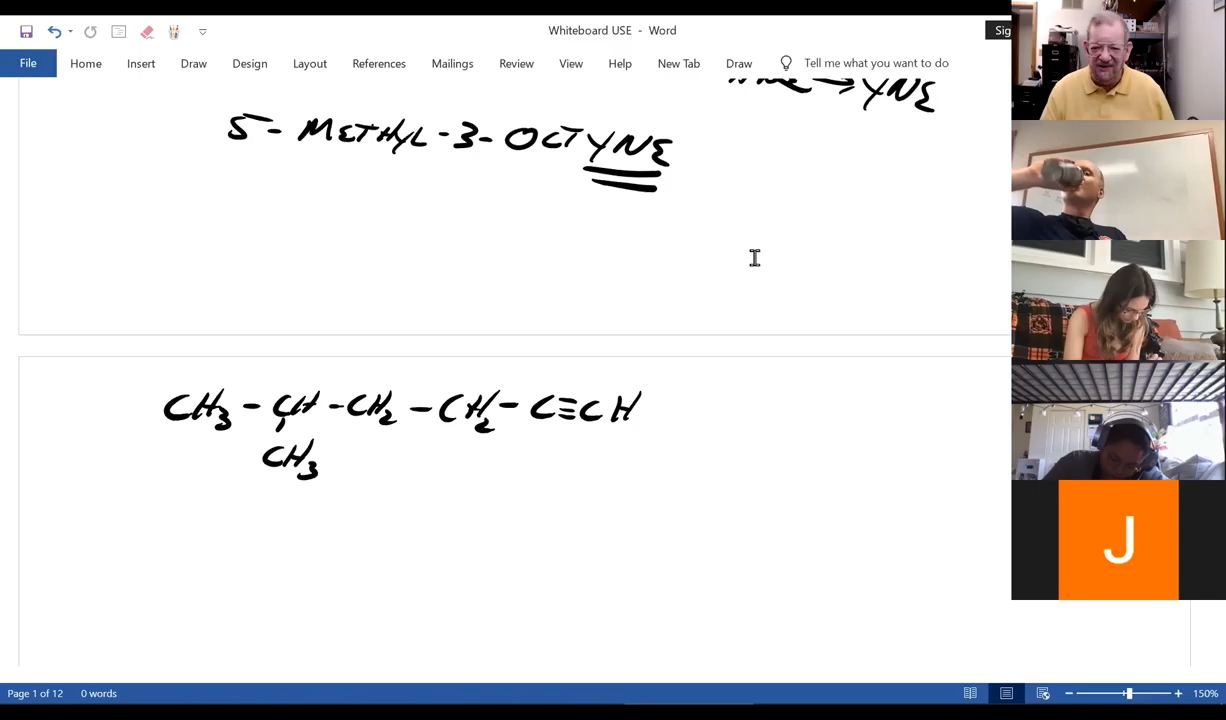 Whiteboard USE - Word
Sig
File Home Insert Draw Design Layout References Mailings Review View Help New Tab Draw Tell me what you want to do
→ YNE
5 - METHYL - 3 - OCTYNE
CH3 - CH - CH2 - CH2 - C≡CH
CH3
J
Page 1 of 12 0 words
150%